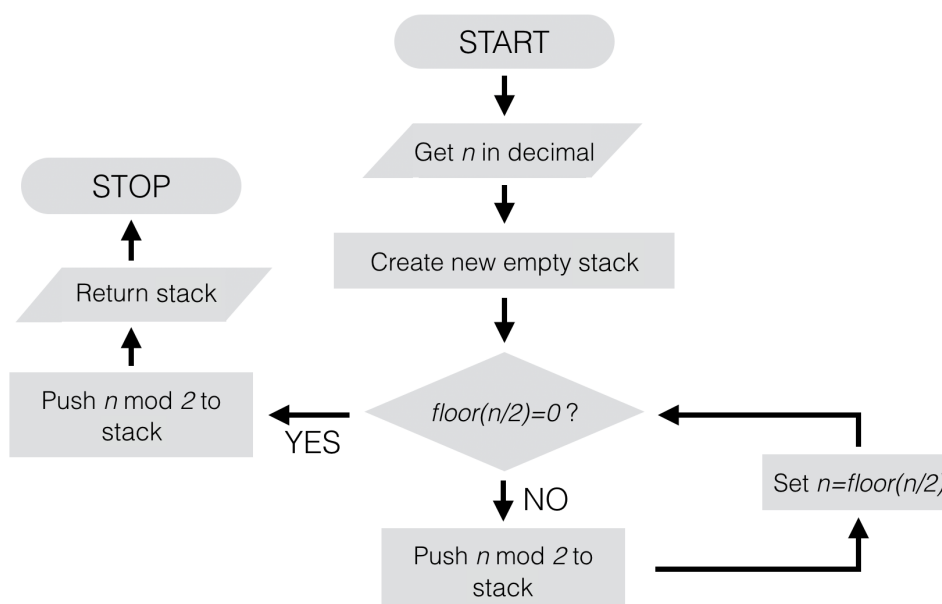 START
Get n in decimal
Create new empty stack
floor(n/2)=0 ?
YES
NO
Push n mod 2 to
stack
Set n=floor(n/2)
Push n mod 2 to
stack
Return stack
STOP